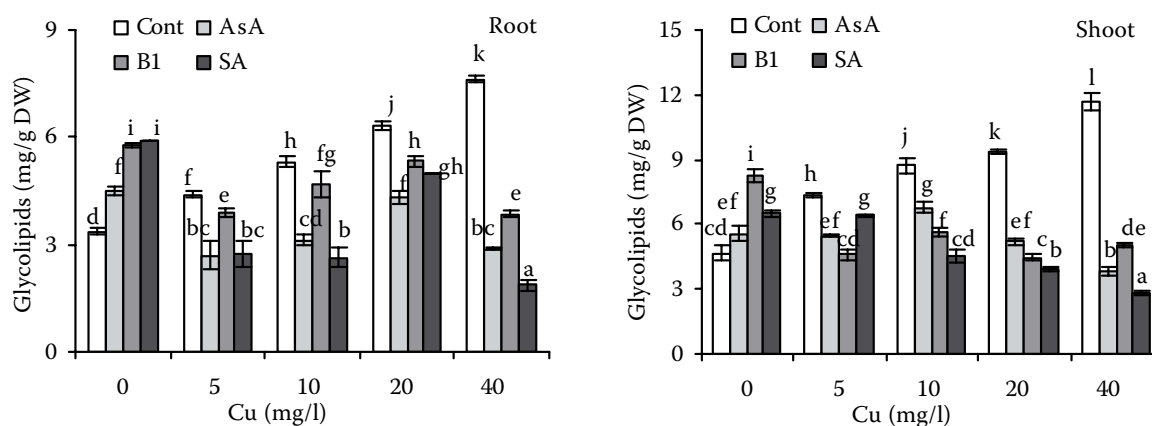 9
Cont AsA Root
B1 SA
k
j
i i
6
h
h
fg
gh
f
f
f
e
e
d
bc bc
cd
b
bc
a
3
0
0 5 10 20 40
Cu (mg/l)
Glycolipids (mg/g DW)
15
Cont AsA Shoot
B1 SA
l
12
k
j
i
9
h
g
g
g
ef
ef
f
ef
6
cd
cd
cd
c
b
b
de
a
3
0
0 5 10 20 40
Cu (mg/l)
Glycolipids (mg/g DW)